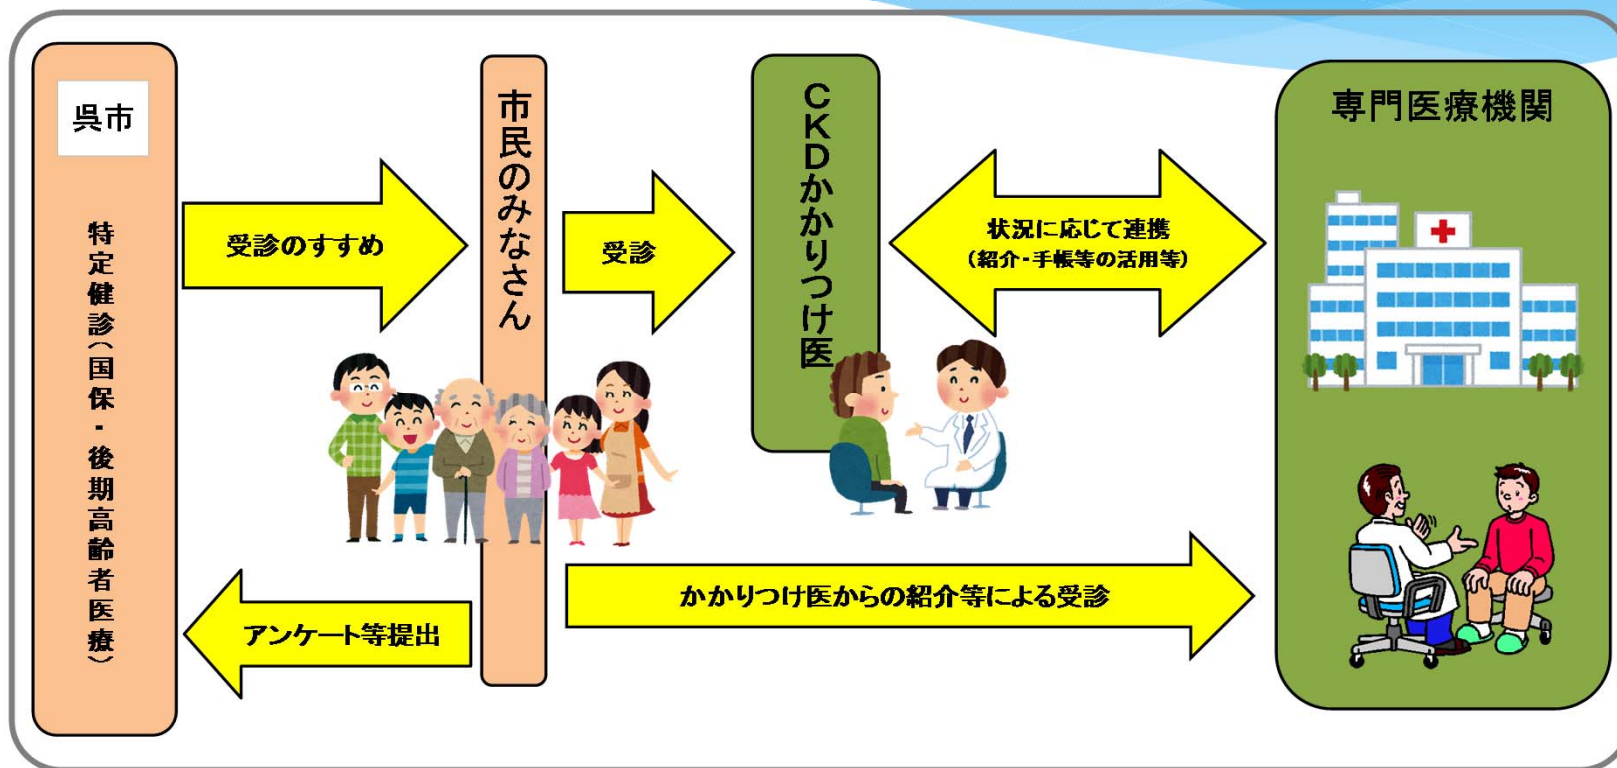 呉市
特定健診(国保・後期高齢者医療)
受診のすすめ
市民のみなさん
受診
CKDかかりつけ医
状況に応じて連携
(紹介・手帳等の活用等)
専門医療機関
アンケート等提出
かかりつけ医からの紹介等による受診